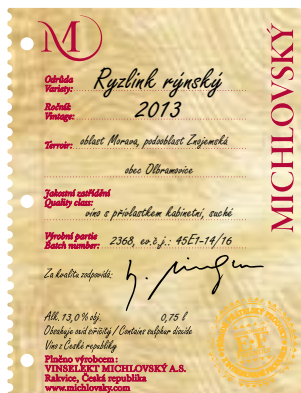 M
MICHLOVSKÝ
Odrůda
Variety: Ryzlink rýnský
Ročník
Vintage: 2013
Terroir: oblast Morava, podoblast Znojemská
obec Olbramovice
Jakostní zatřídění
Quality class:
víno s přívlastkem kabinetní, suché
Výrobní partie
Batch number: 2368, ev.č.j.: 45E1-14/16
Za kvalitu zodpovídá:
Alk. 13,0% obj. 0,75 l
Obsahuje oxid siřičitý / Contains sulphur dioxide
Víno z České republiky
Plněno výrobcem:
VINSELEKT MICHLOVSKÝ A.S.
Rakvice, Česká republika
www.michlovsky.com